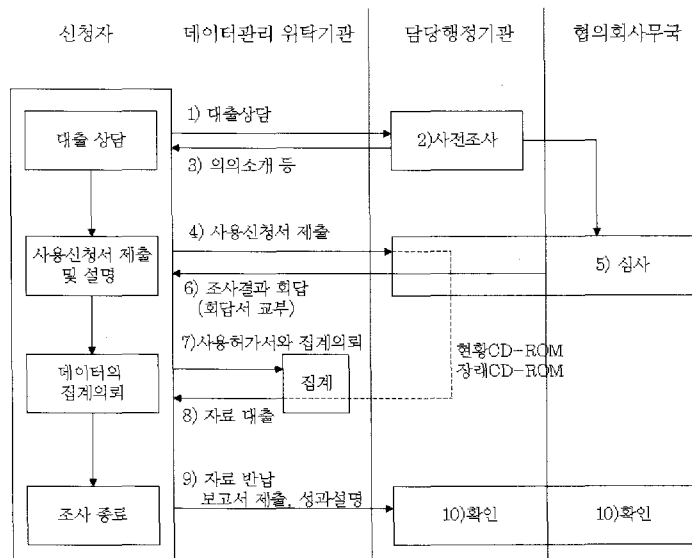 신청자
데이터관리 위탁기관
담당행정기관
협의회사무국
대출 상담
1) 대출상담
2)사전조사
3) 의의소개 등
사용신청서 제출
및 설명
4) 사용신청서 제출
5) 심사
6) 조사결과 회답
(회답서 교부)
7)사용허가서와 집계의뢰
현황CD-ROM
장래CD-ROM
데이터의
집계의뢰
집계
8) 자료 대출
9) 자료 반납
보고서 제출, 성과설명
조사 종료
10)확인
10)확인